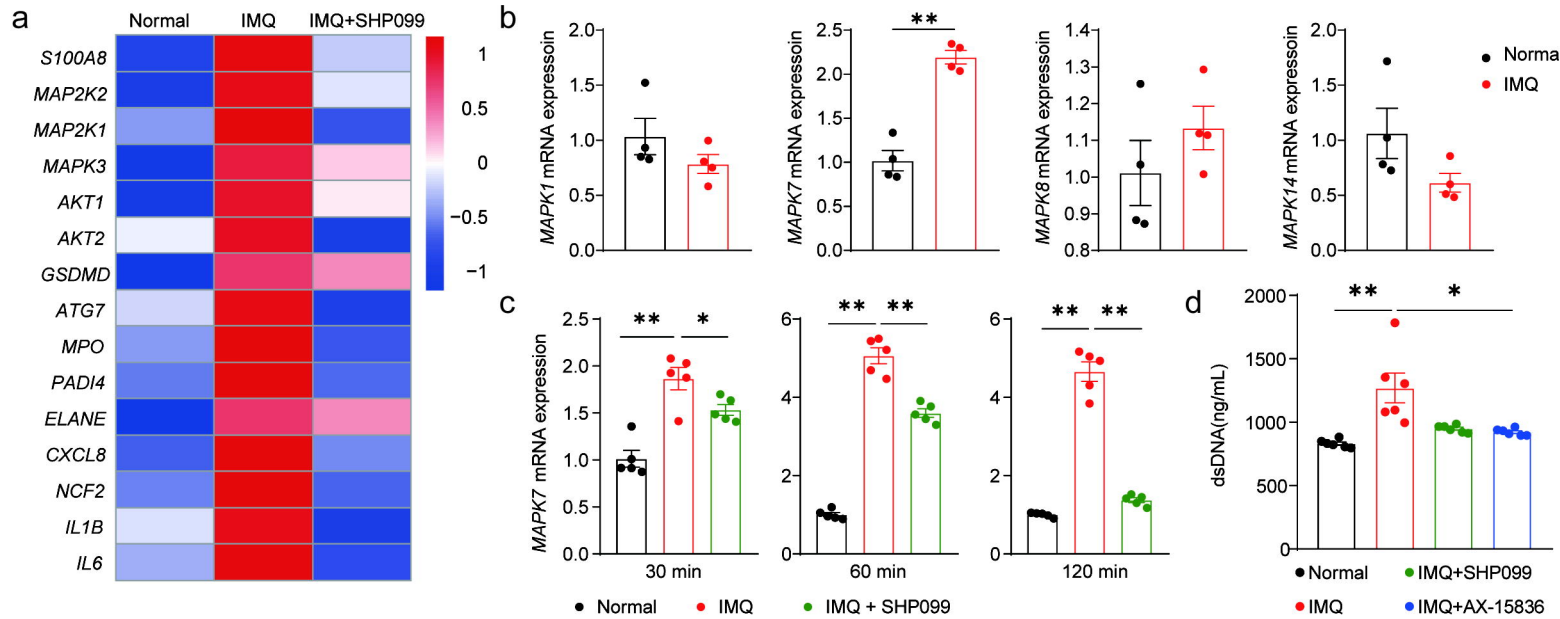 a
Normal IMQ IMQ+SHP099
S100A8
MAP2K2
MAP2K1
MAPK3
AKT1
AKT2
GSDMD
ATG7
MPO
PADI4
ELANE
CXCL8
NCF2
IL1B
IL6
1
0.5
0
−0.5
−1
b
MAPK1 mRNA expressoin
2.0
1.5
1.0
0.5
0.0
MAPK7 mRNA expressoin
2.5
2.0
1.5
1.0
0.5
0.0
**
MAPK8 mRNA expressoin
1.4
1.3
1.2
1.1
1.0
0.9
0.8
MAPK14 mRNA expressoin
2.0
1.5
1.0
0.5
0.0
Norma
IMQ
c
MAPK7 mRNA expression
2.5
2.0
1.5
1.0
0.5
0.0
** *
30 min
6
4
2
0
** **
60 min
6
4
2
0
** **
120 min
Normal IMQ IMQ + SHP099
d
dsDNA(ng/mL)
2000
1500
1000
500
0
** *
Normal IMQ+SHP099
IMQ IMQ+AX-15836